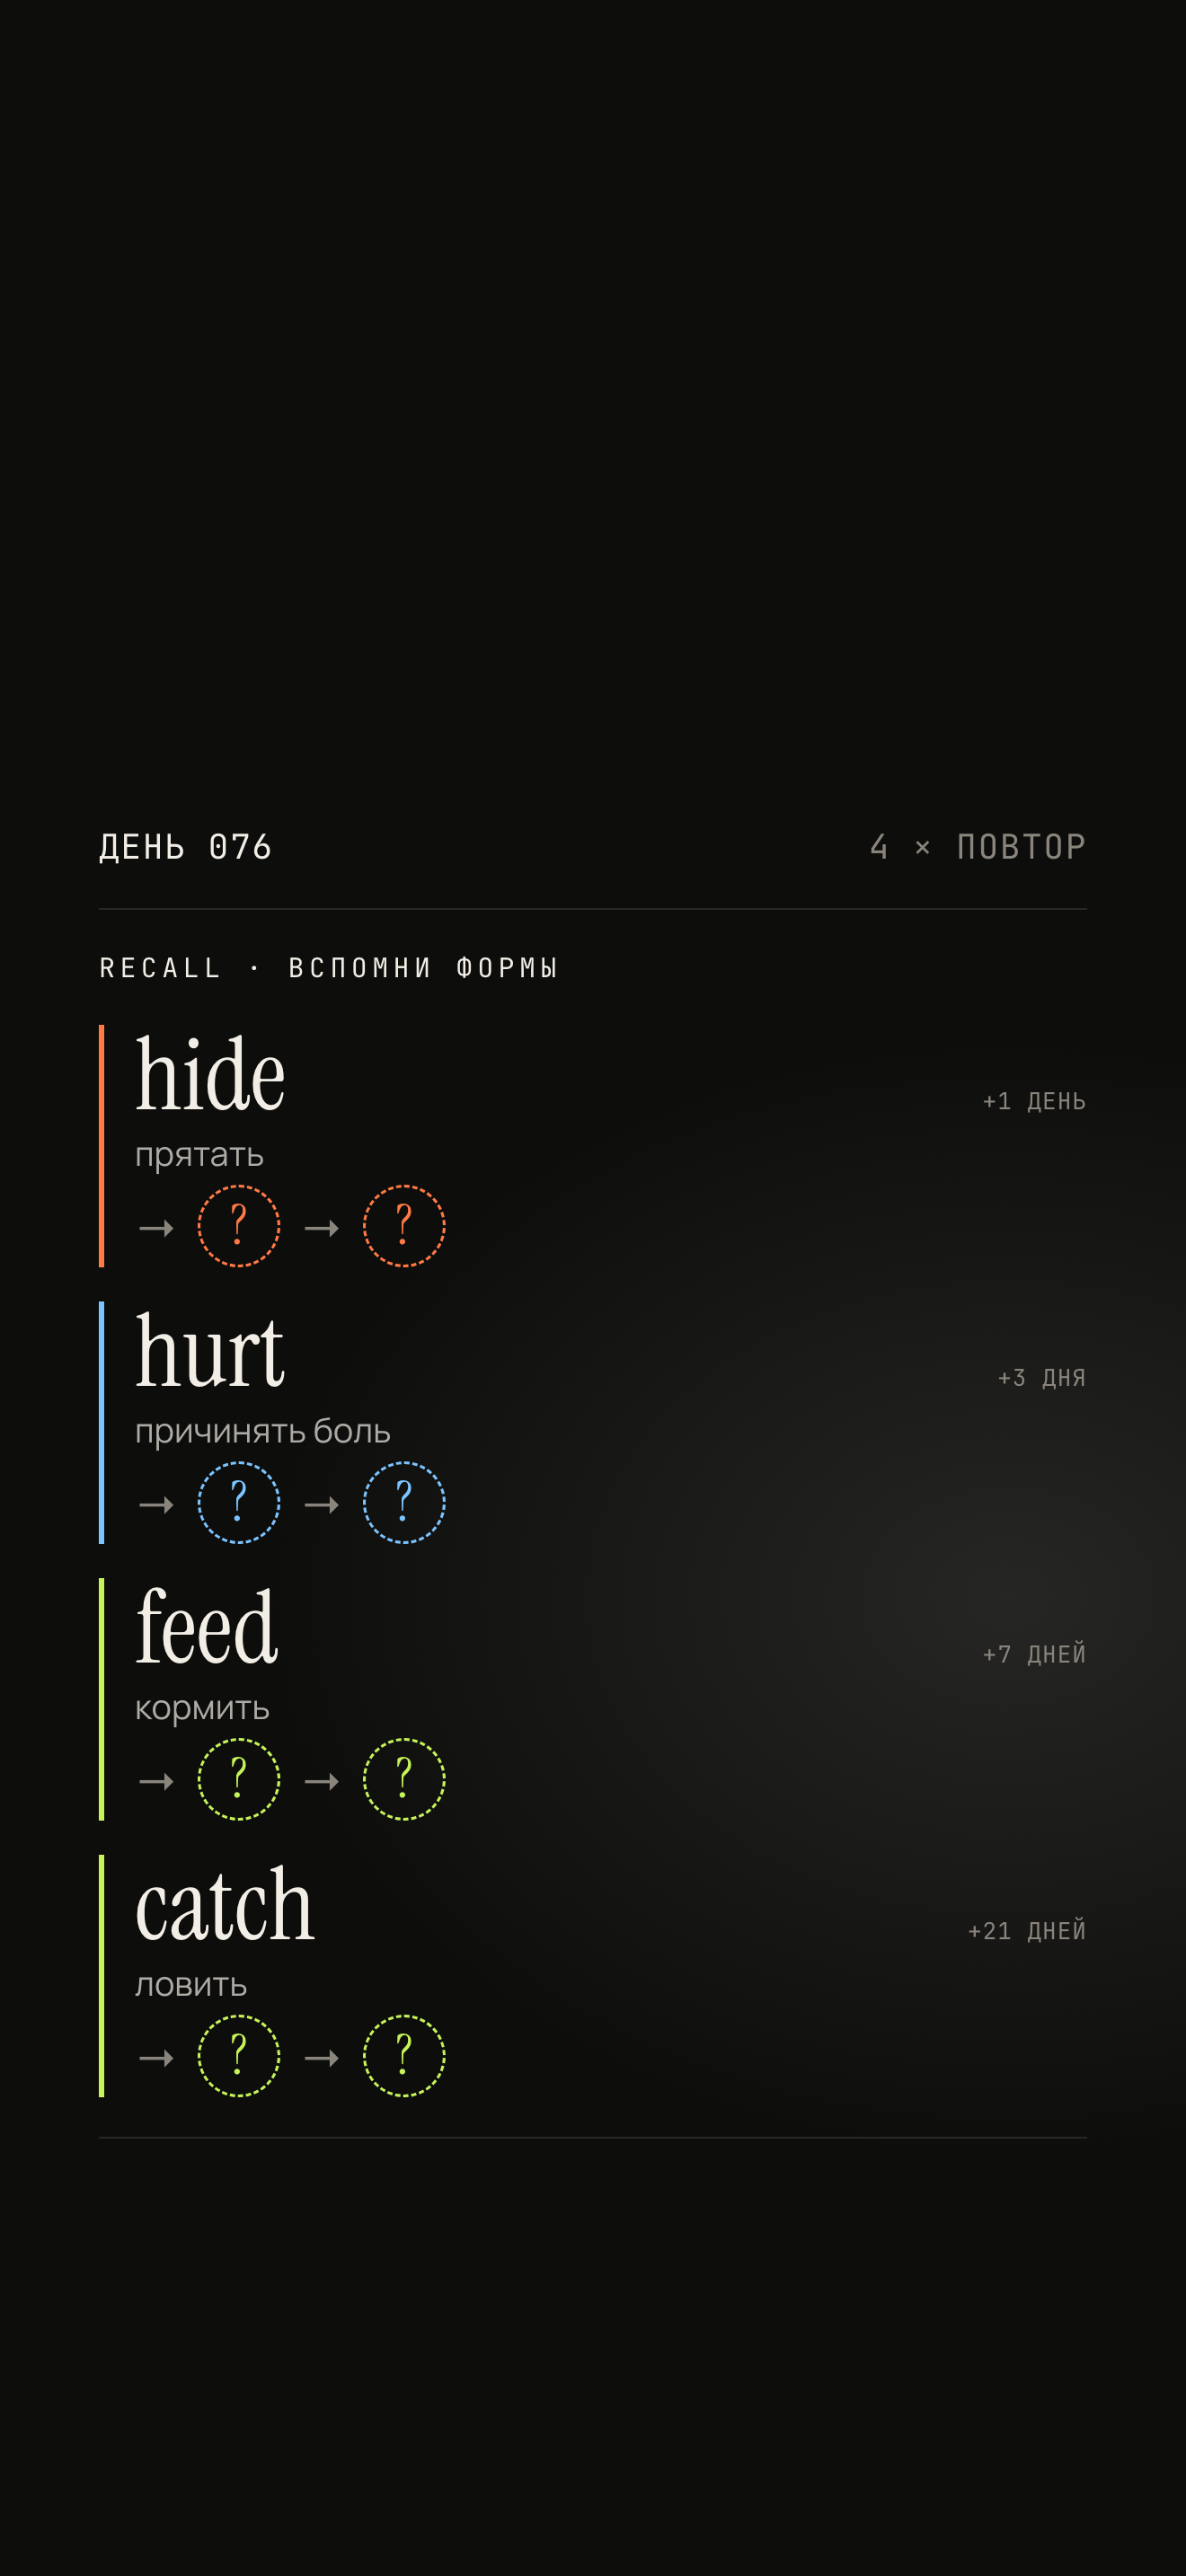 ДЕНЬ 076
4 × ПОВТОР
RECALL · ВСПОМНИ ФОРМЫ
hide
+1 ДЕНЬ
прятать
→ ? → ?
hurt
+3 ДНЯ
причинять боль
→ ? → ?
feed
+7 ДНЕЙ
кормить
→ ? → ?
catch
+21 ДНЕЙ
ловить
→ ? → ?